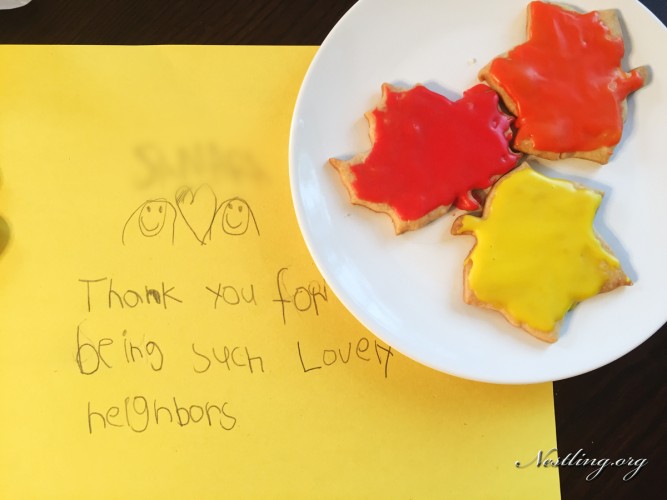 Thank you for
being such Lovely
neighbors
Nestling.org